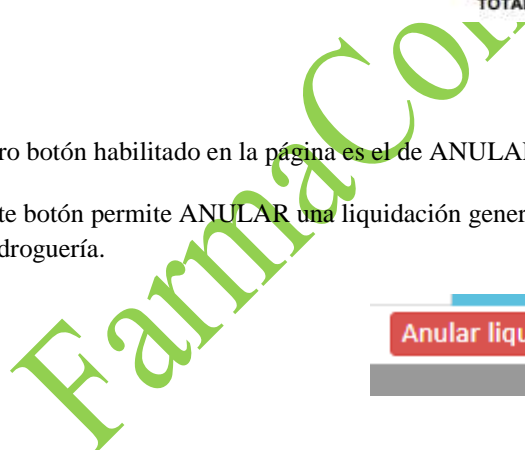 TOTAL
ro botón habilitado en la página es el de ANULAR
te botón permite ANULAR una liquidación gener
droguería.
Anular liqu
FarmaCo